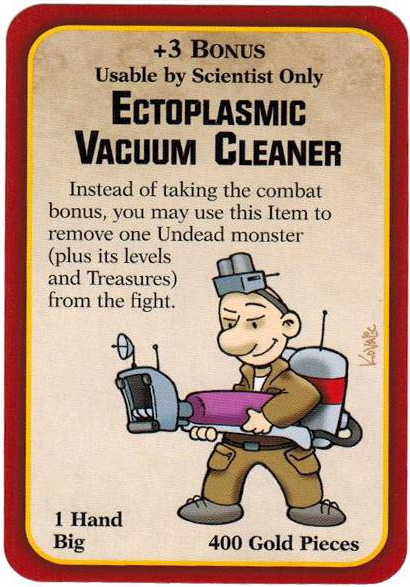 +3 BONUS
Usable by Scientist Only
ECTOPLASMIC
VACUUM CLEANER
Instead of taking the combat
bonus, you may use this Item to
remove one Undead monster
(plus its levels
and Treasures)
from the fight.
KOVALIC
1 Hand
Big
400 Gold Pieces